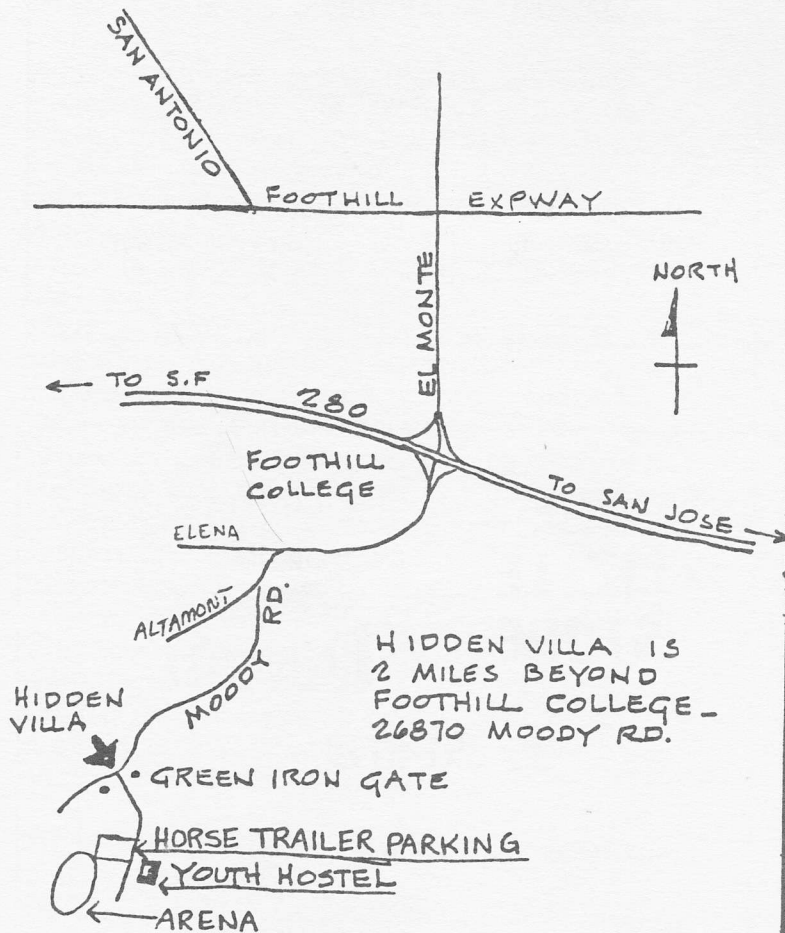 SAN ANTONIO
FOOTHILL EXPWAY
EL MONTE
NORTH
TO S.F
280
FOOTHILL
COLLEGE
TO SAN JOSE
ELENA
ALTAMONT
MOODY RD.
HIDDEN VILLA IS
2 MILES BEYOND
FOOTHILL COLLEGE_
26870 MOODY RD.
HIDDEN
VILLA
GREEN IRON GATE
HORSE TRAILER PARKING
YOUTH HOSTEL
ARENA